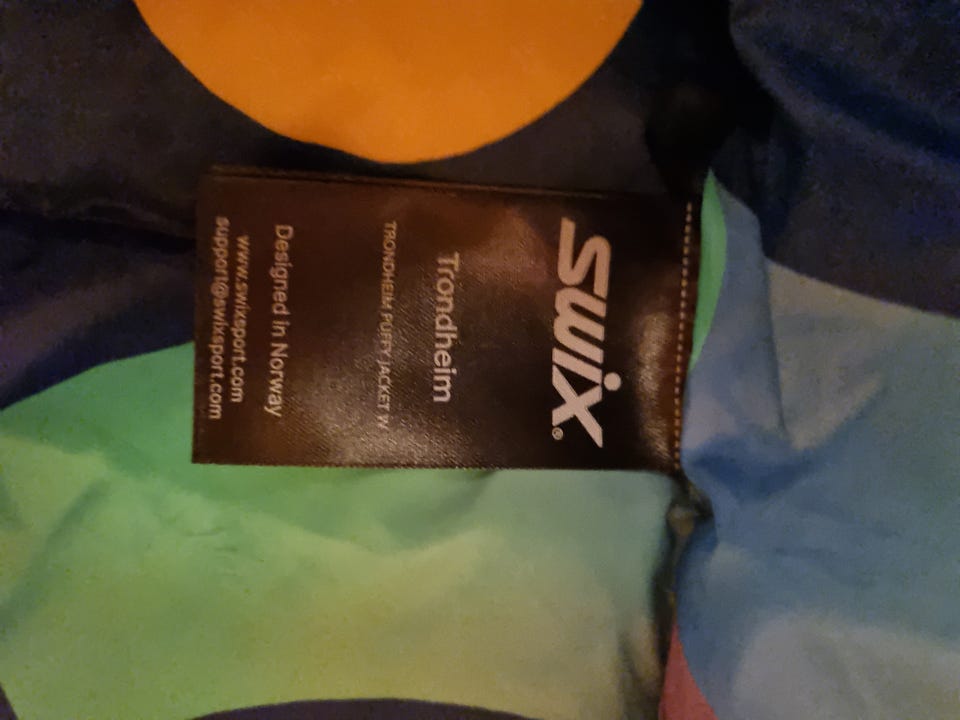 swix®
Trondheim
TRONDHEIM PUFFY JACKET W
Designed in Norway
www.swixsport.com
support@swixsport.com